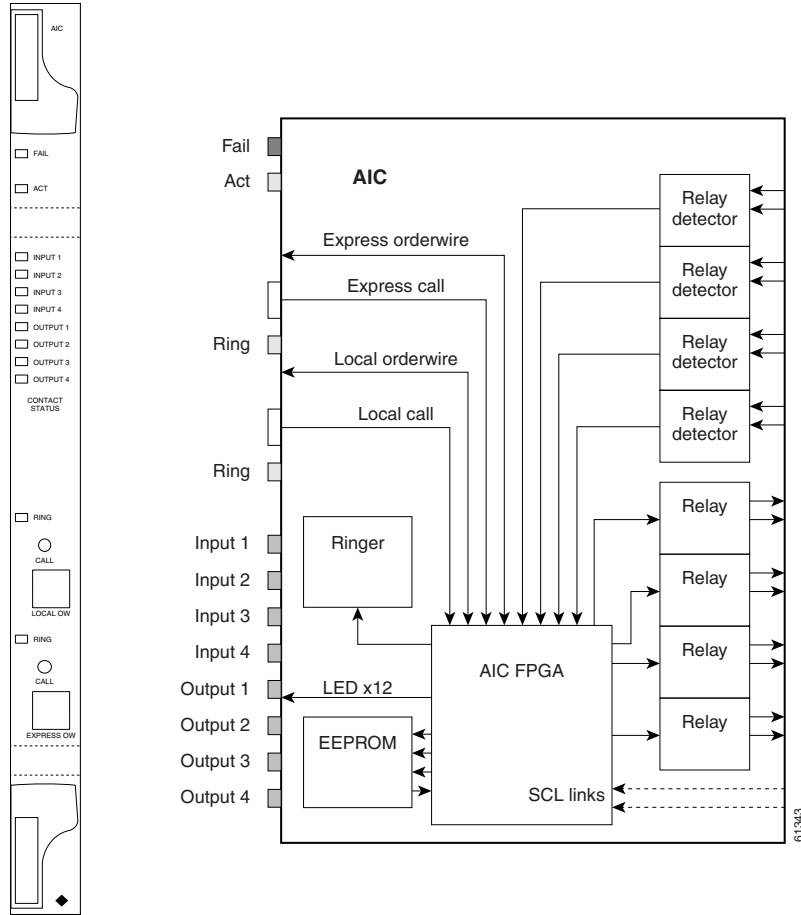 AIC
FAIL
ACT
INPUT 1
INPUT 2
INPUT 3
INPUT 4
OUTPUT 1
OUTPUT 2
OUTPUT 3
OUTPUT 4
CONTACT
STATUS
RING
CALL
LOCAL OW
RING
CALL
EXPRESS OW
Fail
Act
AIC
Express orderwire
Express call
Ring
Local orderwire
Local call
Ring
Input 1
Input 2
Input 3
Input 4
Output 1
Output 2
Output 3
Output 4
Ringer
LED x12
EEPROM
AIC FPGA
SCL links
Relay
detector
Relay
detector
Relay
detector
Relay
detector
Relay
Relay
Relay
Relay
61343